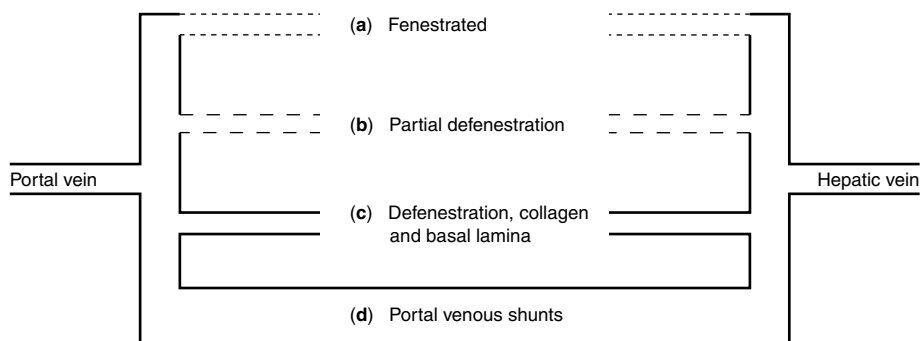 (a) Fenestrated
(b) Partial defenestration
Portal vein
Hepatic vein
(c) Defenestration, collagen
and basal lamina
(d) Portal venous shunts